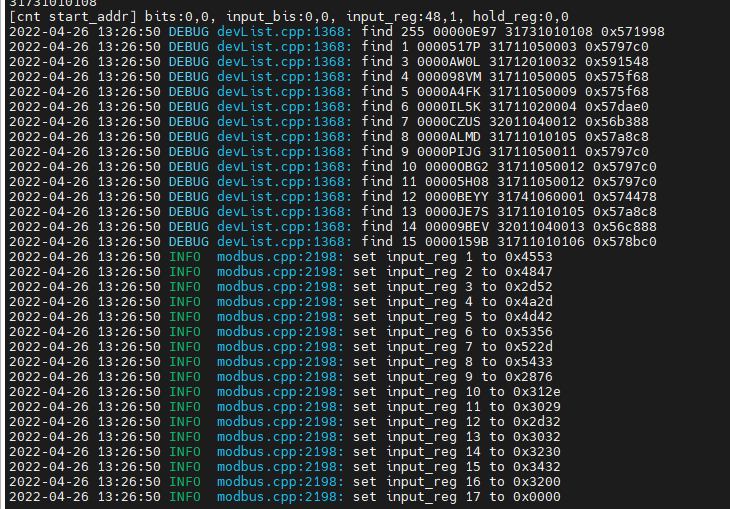 31731010108
[cnt start_addr] bits:0,0, input_bis:0,0, input_reg:48,1, hold_reg:0,0
2022-04-26 13:26:50 DEBUG devList.cpp:1368: find 255 00000E97 31731010108 0x571998
2022-04-26 13:26:50 DEBUG devList.cpp:1368: find 1 0000517P 31711050003 0x5797c0
2022-04-26 13:26:50 DEBUG devList.cpp:1368: find 3 0000AW0L 31712010032 0x591548
2022-04-26 13:26:50 DEBUG devList.cpp:1368: find 4 000098VM 31711050005 0x575f68
2022-04-26 13:26:50 DEBUG devList.cpp:1368: find 5 0000A4FK 31711050009 0x575f68
2022-04-26 13:26:50 DEBUG devList.cpp:1368: find 6 0000IL5K 31711020004 0x57dae0
2022-04-26 13:26:50 DEBUG devList.cpp:1368: find 7 0000CZUS 32011040012 0x56b388
2022-04-26 13:26:50 DEBUG devList.cpp:1368: find 8 0000ALMD 31711010105 0x57a8c8
2022-04-26 13:26:50 DEBUG devList.cpp:1368: find 9 0000PIJG 31711050011 0x5797c0
2022-04-26 13:26:50 DEBUG devList.cpp:1368: find 10 0000OBG2 31711050012 0x5797c0
2022-04-26 13:26:50 DEBUG devList.cpp:1368: find 11 00005H08 31711050012 0x5797c0
2022-04-26 13:26:50 DEBUG devList.cpp:1368: find 12 0000BEYY 31741060001 0x574478
2022-04-26 13:26:50 DEBUG devList.cpp:1368: find 13 0000JE7S 31711010105 0x57a8c8
2022-04-26 13:26:50 DEBUG devList.cpp:1368: find 14 00009BEV 32011040013 0x56c888
2022-04-26 13:26:50 DEBUG devList.cpp:1368: find 15 0000159B 31711010106 0x578bc0
2022-04-26 13:26:50 INFO modbus.cpp:2198: set input_reg 1 to 0x4553
2022-04-26 13:26:50 INFO modbus.cpp:2198: set input_reg 2 to 0x4847
2022-04-26 13:26:50 INFO modbus.cpp:2198: set input_reg 3 to 0x2d52
2022-04-26 13:26:50 INFO modbus.cpp:2198: set input_reg 4 to 0x4a2d
2022-04-26 13:26:50 INFO modbus.cpp:2198: set input_reg 5 to 0x4d42
2022-04-26 13:26:50 INFO modbus.cpp:2198: set input_reg 6 to 0x5356
2022-04-26 13:26:50 INFO modbus.cpp:2198: set input_reg 7 to 0x522d
2022-04-26 13:26:50 INFO modbus.cpp:2198: set input_reg 8 to 0x5433
2022-04-26 13:26:50 INFO modbus.cpp:2198: set input_reg 9 to 0x2876
2022-04-26 13:26:50 INFO modbus.cpp:2198: set input_reg 10 to 0x312e
2022-04-26 13:26:50 INFO modbus.cpp:2198: set input_reg 11 to 0x3029
2022-04-26 13:26:50 INFO modbus.cpp:2198: set input_reg 12 to 0x2d32
2022-04-26 13:26:50 INFO modbus.cpp:2198: set input_reg 13 to 0x3032
2022-04-26 13:26:50 INFO modbus.cpp:2198: set input_reg 14 to 0x3230
2022-04-26 13:26:50 INFO modbus.cpp:2198: set input_reg 15 to 0x3432
2022-04-26 13:26:50 INFO modbus.cpp:2198: set input_reg 16 to 0x3200
2022-04-26 13:26:50 INFO modbus.cpp:2198: set input_reg 17 to 0x0000